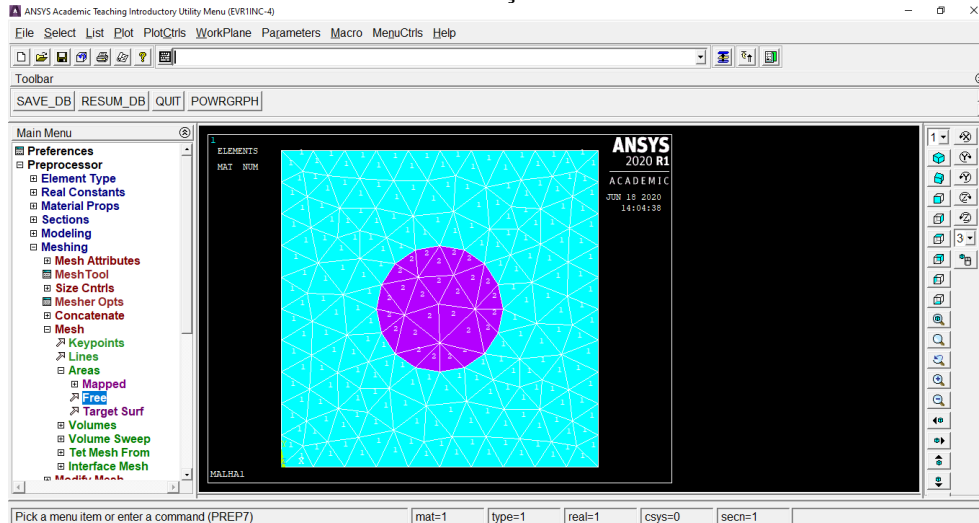 ANSYS Academic Teaching Introductory Utility Menu (EVR1INC-4)
File Select List Plot PlotCtrls WorkPlane Parameters Macro MenuCtrls Help
Toolbar
SAVE_DB RESUM_DB QUIT POWRGRPH
Main Menu
Preferences
Preprocessor
Element Type
Real Constants
Material Props
Sections
Modeling
Meshing
Mesh Attributes
MeshTool
Size Cntrls
Mesher Opts
Concatenate
Mesh
Keypoints
Lines
Areas
Mapped
Free
Target Surf
Volumes
Volume Sweep
Tet Mesh From
Interface Mesh
Modify Mesh
1
ELEMENTS
MAT NUM
ANSYS
2020 R1
ACADEMIC
JUN 18 2020
14:04:38
MALHA1
1
3
Pick a menu item or enter a command (PREP7) mat=1 type=1 real=1 csys=0 secn=1